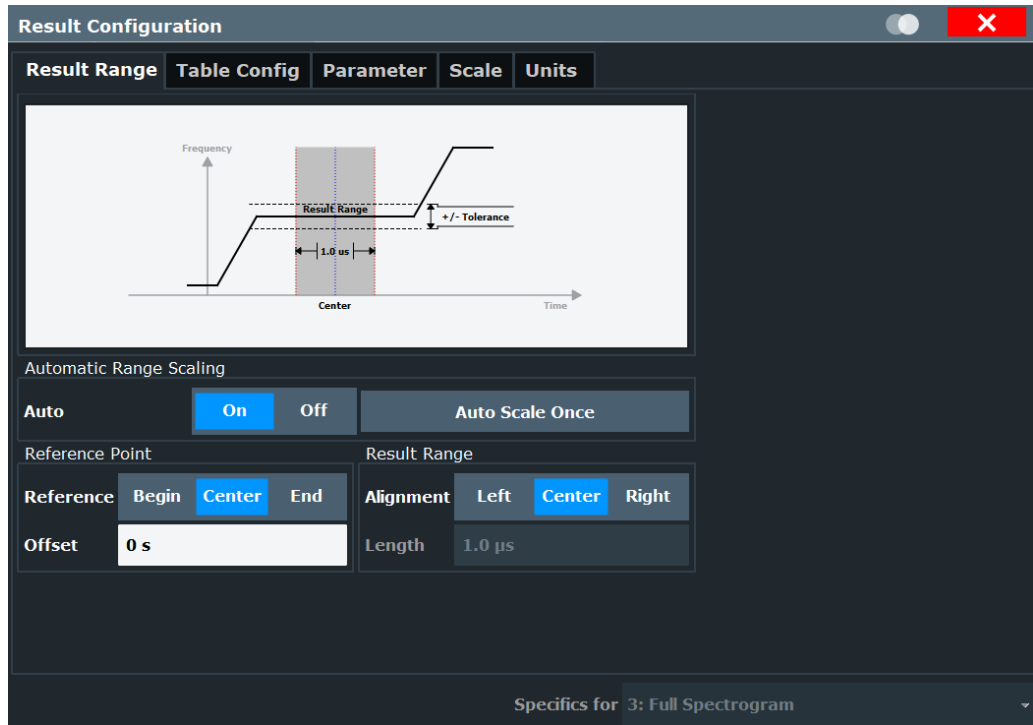 Result Configuration
Result Range Table Config Parameter Scale Units
Frequency
Result Range
+/- Tolerance
1.0 us
Center
Time
Automatic Range Scaling
Auto On Off Auto Scale Once
Reference Point Result Range
Reference Begin Center End Alignment Left Center Right
Offset 0 s Length 1.0 µs
Specifics for 3: Full Spectrogram